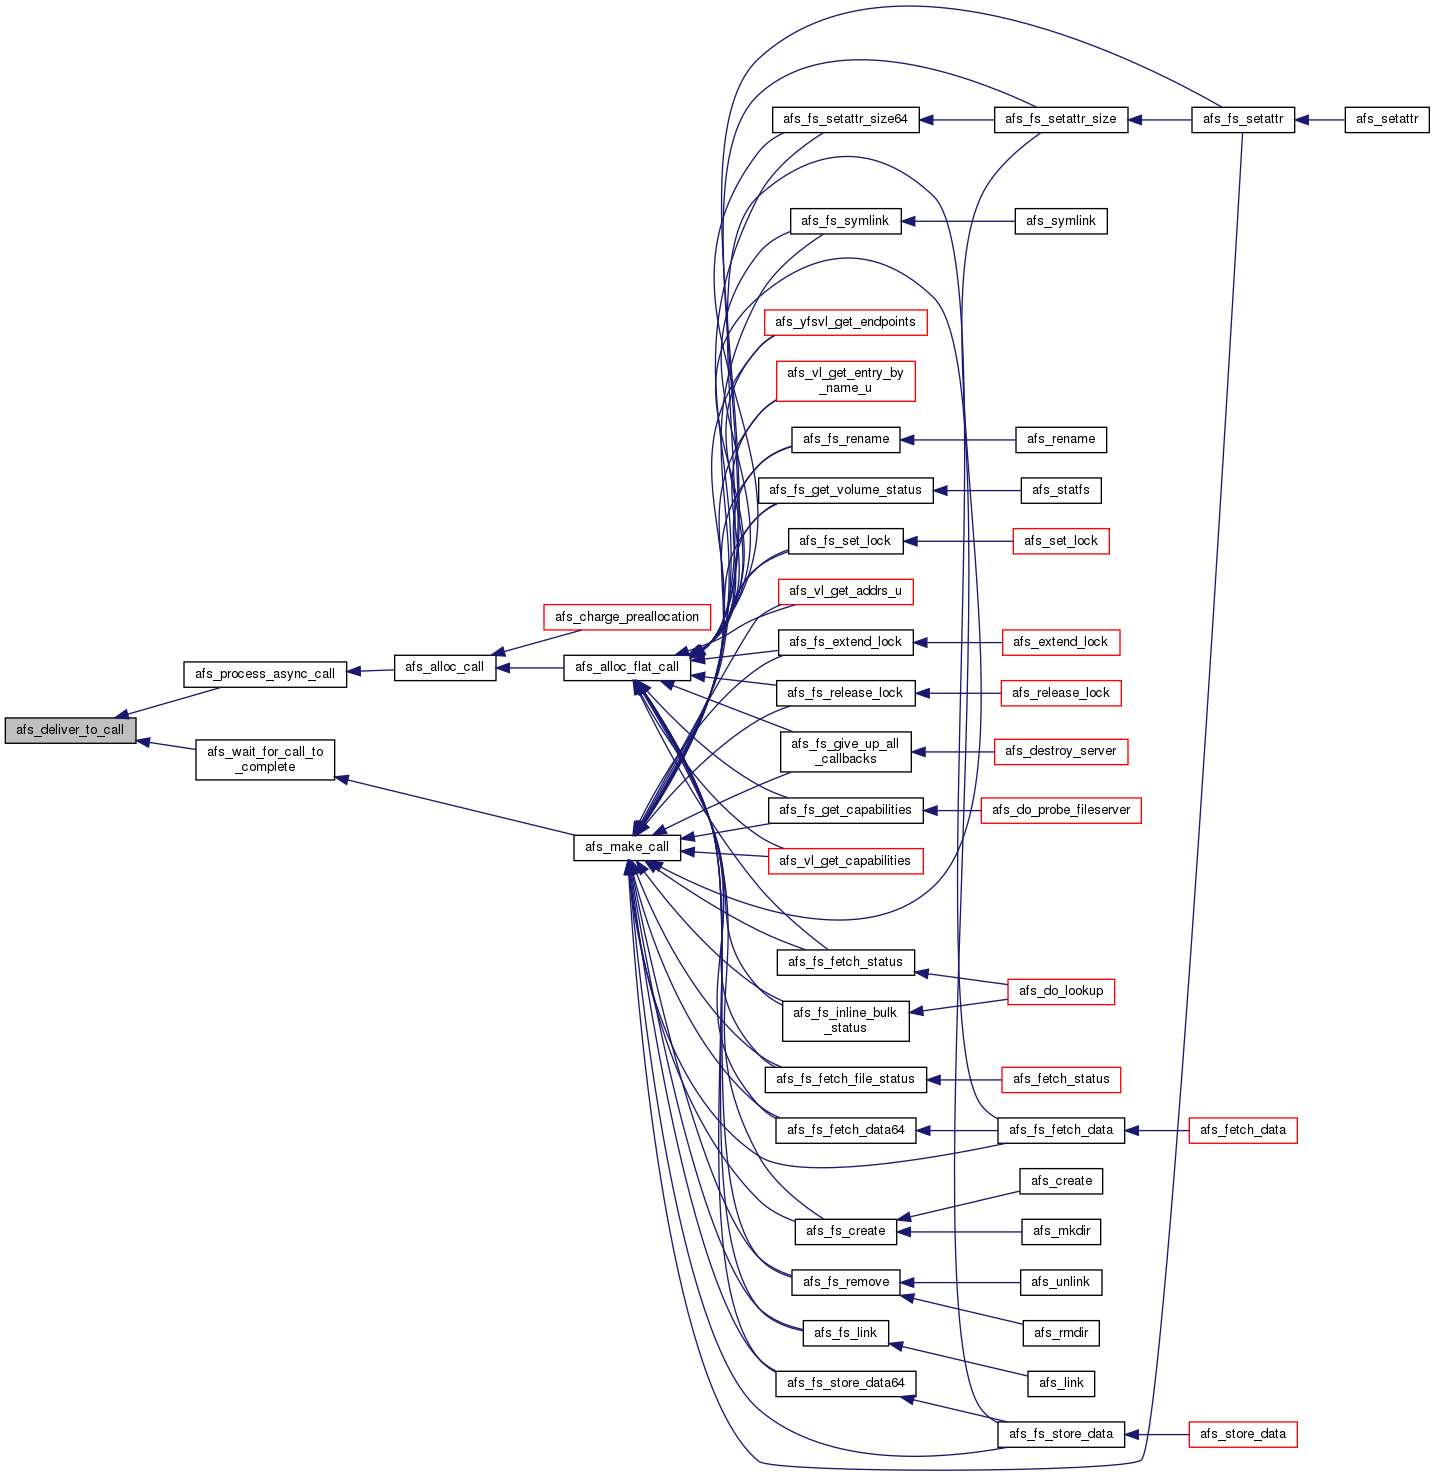 afs_deliver_to_call
afs_process_async_call
afs_wait_for_call_to
_complete
afs_alloc_call
afs_charge_preallocation
afs_alloc_flat_call
afs_make_call
afs_fs_setattr_size64
afs_fs_setattr_size
afs_fs_setattr
afs_setattr
afs_fs_symlink
afs_symlink
afs_yfsvl_get_endpoints
afs_vl_get_entry_by
_name_u
afs_fs_rename
afs_rename
afs_fs_get_volume_status
afs_statfs
afs_fs_set_lock
afs_set_lock
afs_vl_get_addrs_u
afs_fs_extend_lock
afs_extend_lock
afs_fs_release_lock
afs_release_lock
afs_fs_give_up_all
_callbacks
afs_destroy_server
afs_fs_get_capabilities
afs_do_probe_fileserver
afs_vl_get_capabilities
afs_fs_fetch_status
afs_do_lookup
afs_fs_inline_bulk
_status
afs_fs_fetch_file_status
afs_fetch_status
afs_fs_fetch_data64
afs_fs_fetch_data
afs_fetch_data
afs_create
afs_fs_create
afs_mkdir
afs_fs_remove
afs_unlink
afs_rmdir
afs_fs_link
afs_link
afs_fs_store_data64
afs_fs_store_data
afs_store_data